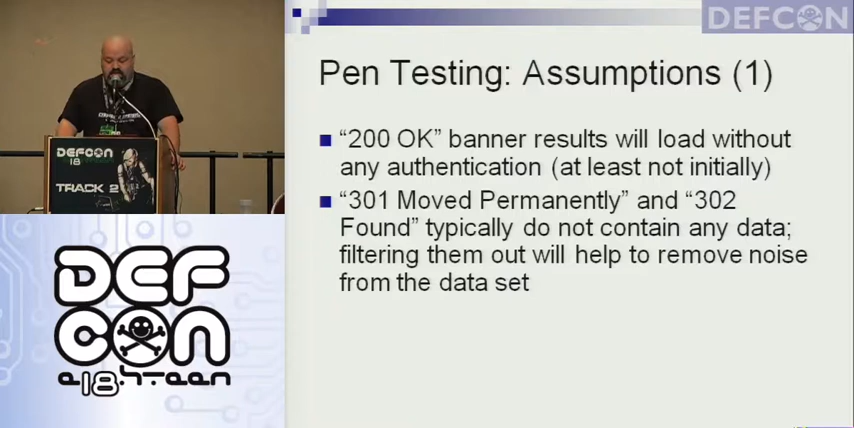 DEFCON
Pen Testing: Assumptions (1)
“200 OK” banner results will load without
any authentication (at least not initially)
“301 Moved Permanently” and “302
Found” typically do not contain any data;
filtering them out will help to remove noise
from the data set
DEFCON
18
TRACK 2
DEF
CON
e.18.h-teen